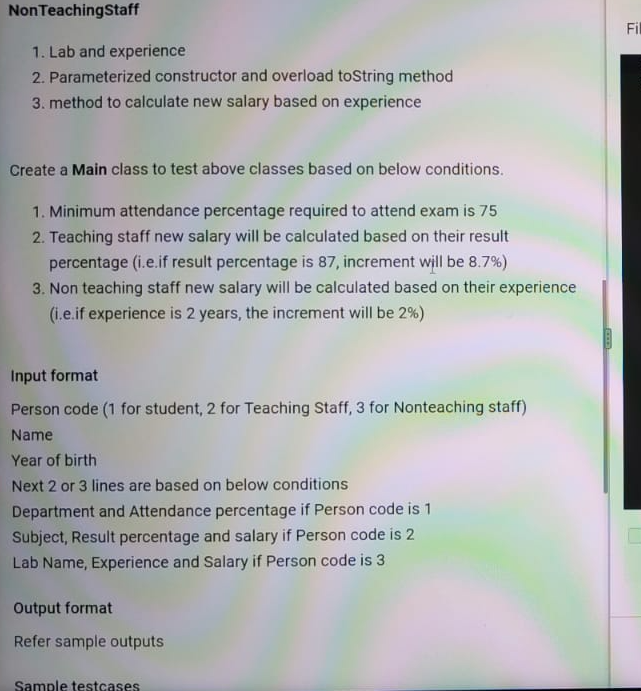 NonTeachingStaff
Fil
1. Lab and experience
2. Parameterized constructor and overload toString method
3. method to calculate new salary based on experience
Create a Main class to test above classes based on below conditions.
1. Minimum attendance percentage required to attend exam is 75
2. Teaching staff new salary will be calculated based on their result
percentage (i.e.if result percentage is 87, increment will be 8.7%)
3. Non teaching staff new salary will be calculated based on their experience
(i.e.if experience is 2 years, the increment will be 2%)
Input format
Person code (1 for student, 2 for Teaching Staff, 3 for Nonteaching staff)
Name
Year of birth
Next 2 or 3 lines are based on below conditions
Department and Attendance percentage if Person code is 1
Subject, Result percentage and salary if Person code is 2
Lab Name, Experience and Salary if Person code is 3
Output format
Refer sample outputs
Sample testcases